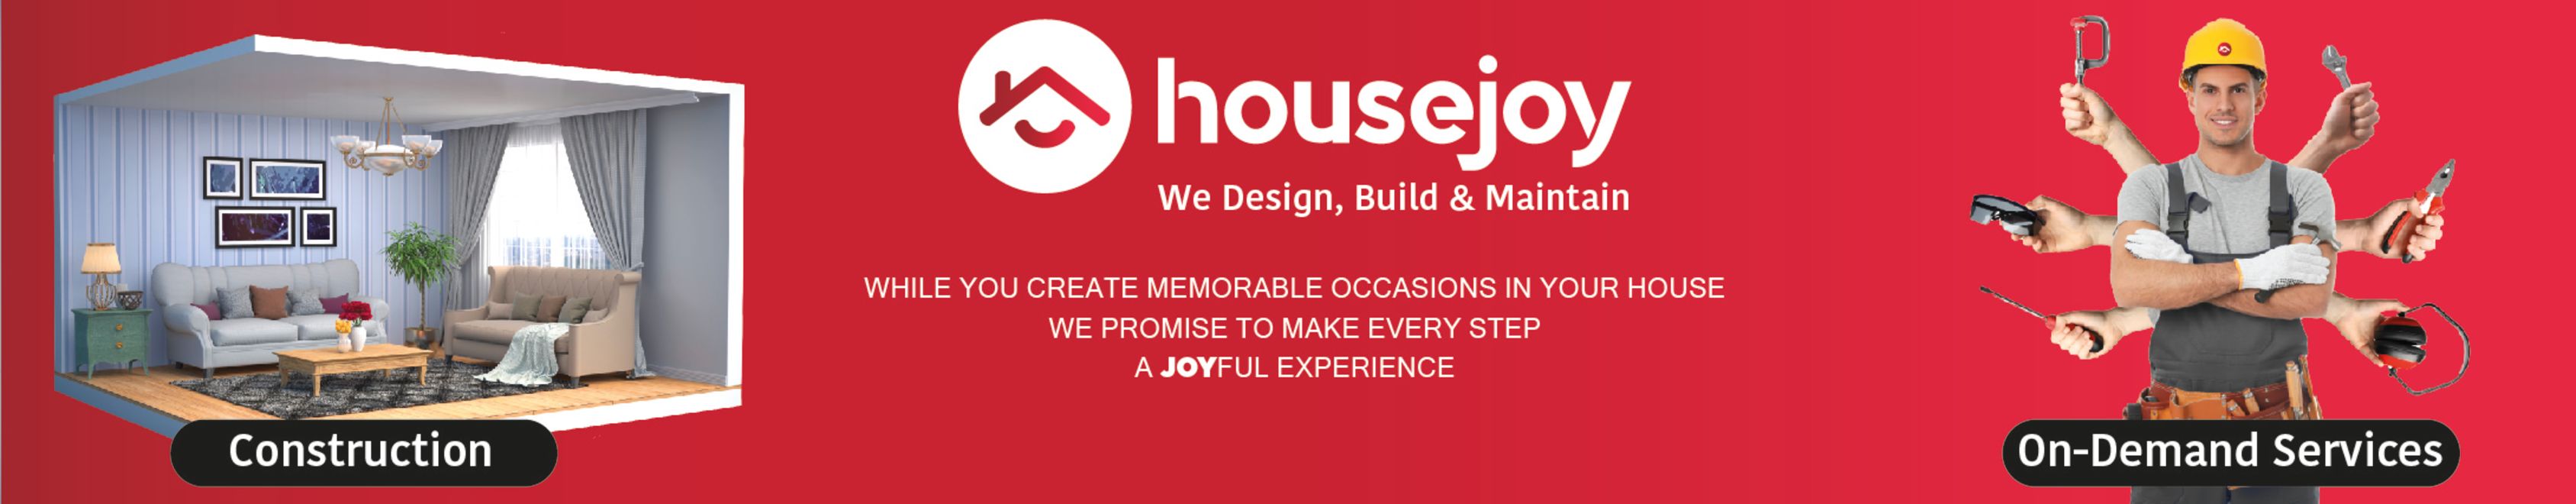 housejoy
We Design, Build & Maintain
WHILE YOU CREATE MEMORABLE OCCASIONS IN YOUR HOUSE
WE PROMISE TO MAKE EVERY STEP
A JOYFUL EXPERIENCE
Construction
On-Demand Services